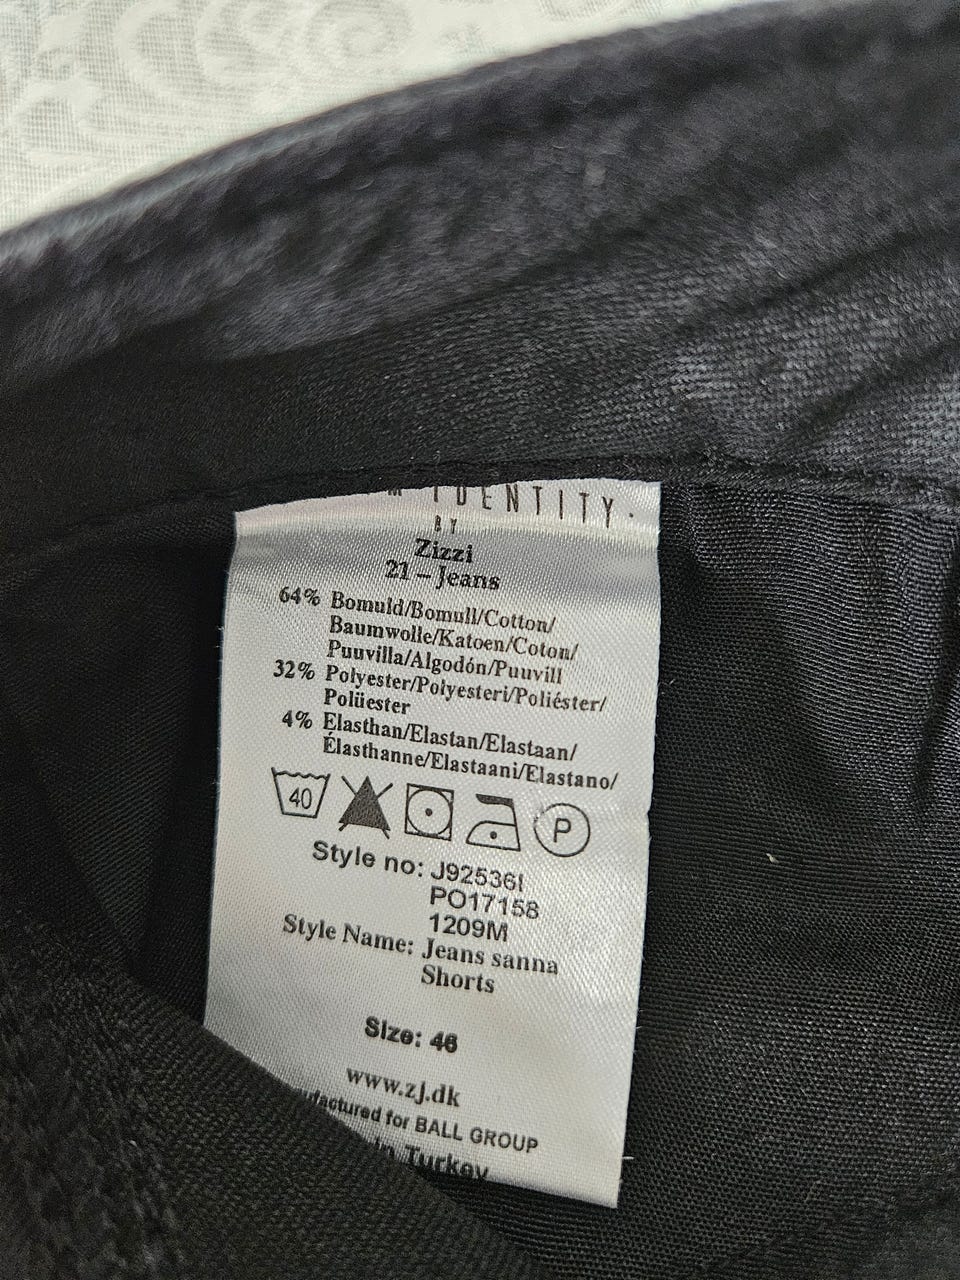 M IDENTITY.
BY
Zizzi
21 – Jeans
64% Bomuld/Bomull/Cotton/
Baumwolle/Katoen/Coton/
Puuvilla/Algodón/Puuvill
32% Polyester/Polyesteri/Poliéster/
Polüester
4% Elasthan/Elastan/Elastaan/
Élasthanne/Elastaani/Elastano/
40 P
Style no: J92536I
PO17158
1209M
Style Name: Jeans sanna
Shorts
Size: 46
www.zj.dk
ufactured for BALL GROUP
in Turkey